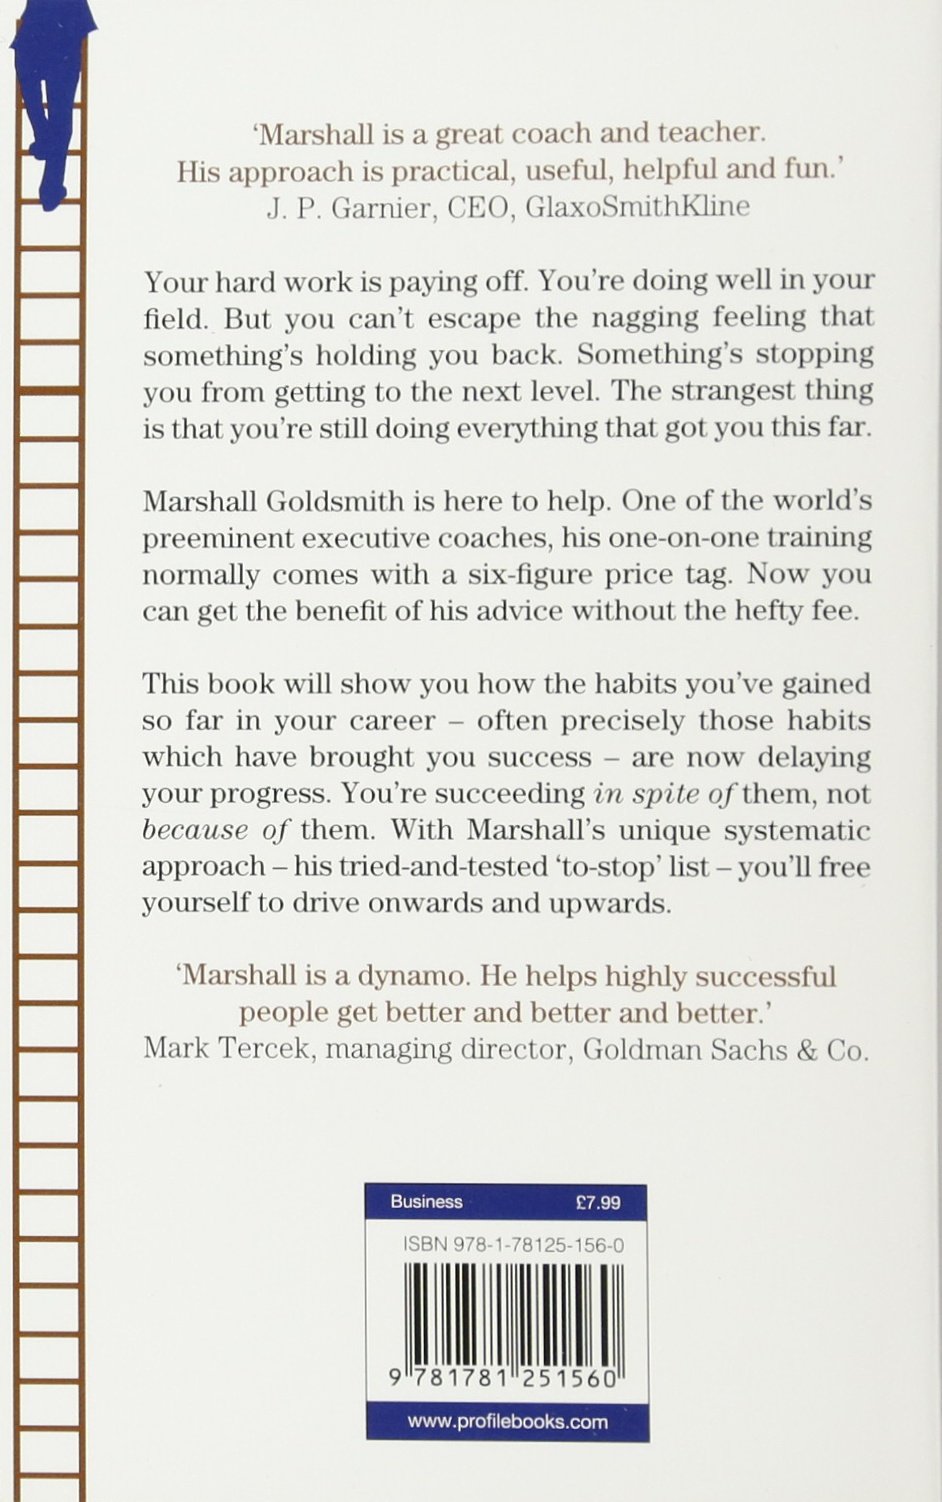 ‘Marshall is a great coach and teacher.
His approach is practical, useful, helpful and fun.’
J. P. Garnier, CEO, GlaxoSmithKline
Your hard work is paying off. You're doing well in your
field. But you can't escape the nagging feeling that
something's holding you back. Something's stopping
you from getting to the next level. The strangest thing
is that you're still doing everything that got you this far.
Marshall Goldsmith is here to help. One of the world's
preeminent executive coaches, his one-on-one training
normally comes with a six-figure price tag. Now you
can get the benefit of his advice without the hefty fee.
This book will show you how the habits you've gained
so far in your career – often precisely those habits
which have brought you success – are now delaying
your progress. You're succeeding in spite of them, not
because of them. With Marshall's unique systematic
approach – his tried-and-tested ‘to-stop’ list – you'll free
yourself to drive onwards and upwards.
‘Marshall is a dynamo. He helps highly successful
people get better and better and better.’
Mark Tercek, managing director, Goldman Sachs & Co.
Business £7.99
ISBN 978-1-78125-156-0
9 781781 251560
www.profilebooks.com